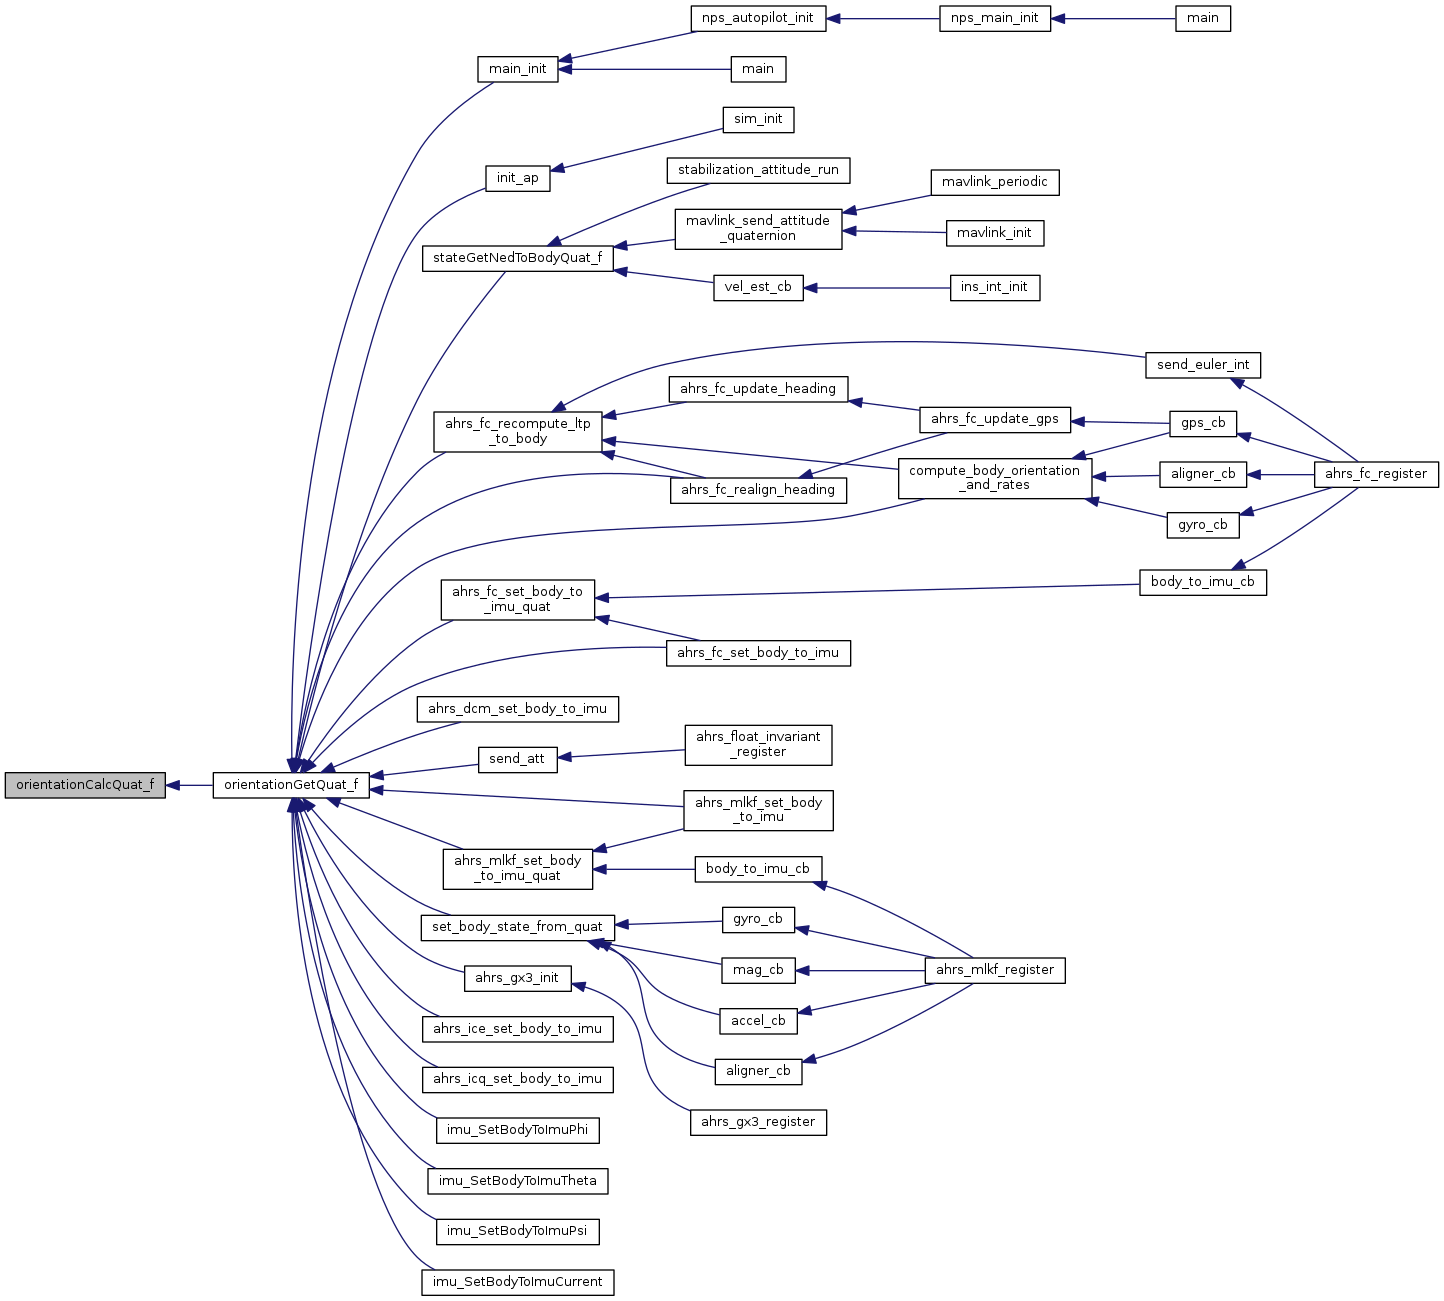 nps_autopilot_init
nps_main_init
main
main_init
main
sim_init
init_ap
stabilization_attitude_run
mavlink_periodic
mavlink_send_attitude
_quaternion
mavlink_init
stateGetNedToBodyQuat_f
vel_est_cb
ins_int_init
send_euler_int
ahrs_fc_update_heading
ahrs_fc_recompute_ltp
_to_body
ahrs_fc_update_gps
gps_cb
compute_body_orientation
_and_rates
aligner_cb
ahrs_fc_register
ahrs_fc_realign_heading
gyro_cb
ahrs_fc_set_body_to
_imu_quat
body_to_imu_cb
ahrs_fc_set_body_to_imu
ahrs_dcm_set_body_to_imu
ahrs_float_invariant
_register
send_att
orientationCalcQuat_f
orientationGetQuat_f
ahrs_mlkf_set_body
_to_imu
ahrs_mlkf_set_body
_to_imu_quat
body_to_imu_cb
gyro_cb
set_body_state_from_quat
mag_cb
ahrs_mlkf_register
ahrs_gx3_init
accel_cb
ahrs_ice_set_body_to_imu
aligner_cb
ahrs_icq_set_body_to_imu
ahrs_gx3_register
imu_SetBodyToImuPhi
imu_SetBodyToImuTheta
imu_SetBodyToImuPsi
imu_SetBodyToImuCurrent